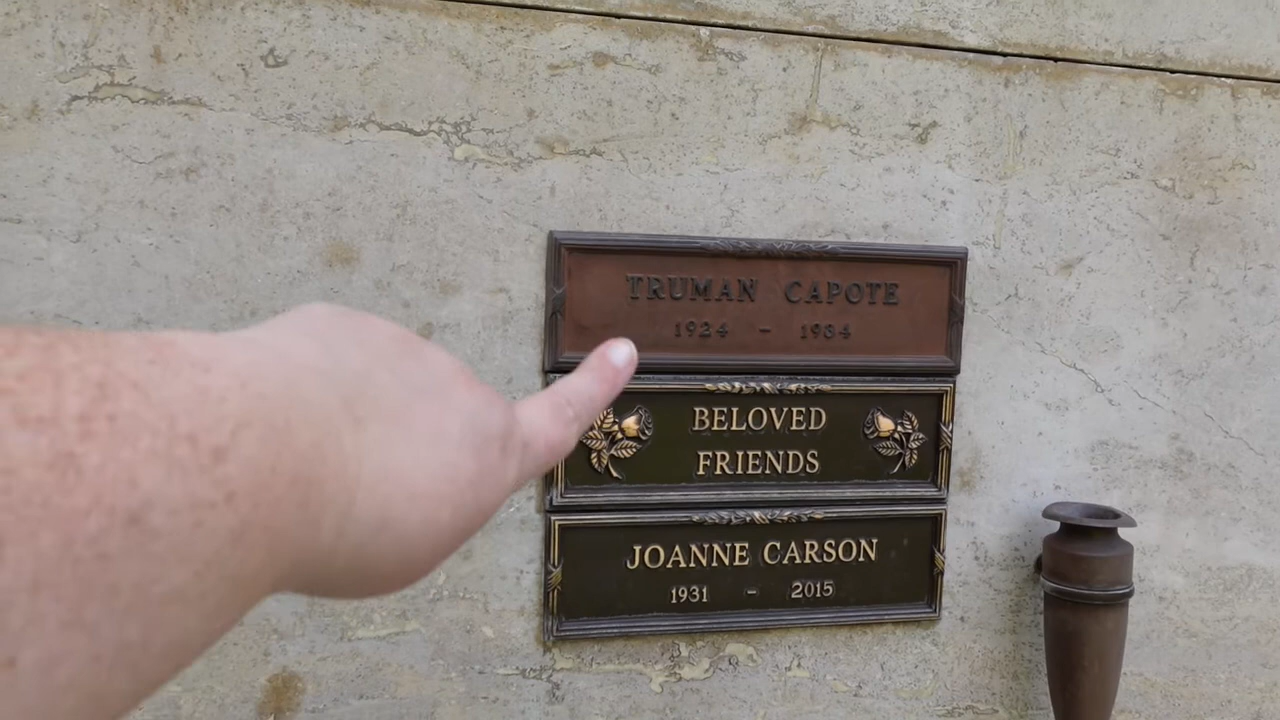 TRUMAN CAPOTE
1924 - 1984
BELOVED
FRIENDS
JOANNE CARSON
1931 - 2015